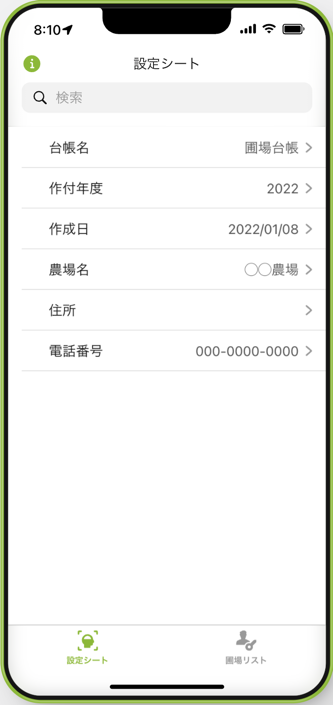 8:10
設定シート
検索
台帳名 圃場台帳
作付年度 2022
作成日 2022/01/08
農場名 〇〇農場
住所
電話番号 000-0000-0000
設定シート 圃場リスト